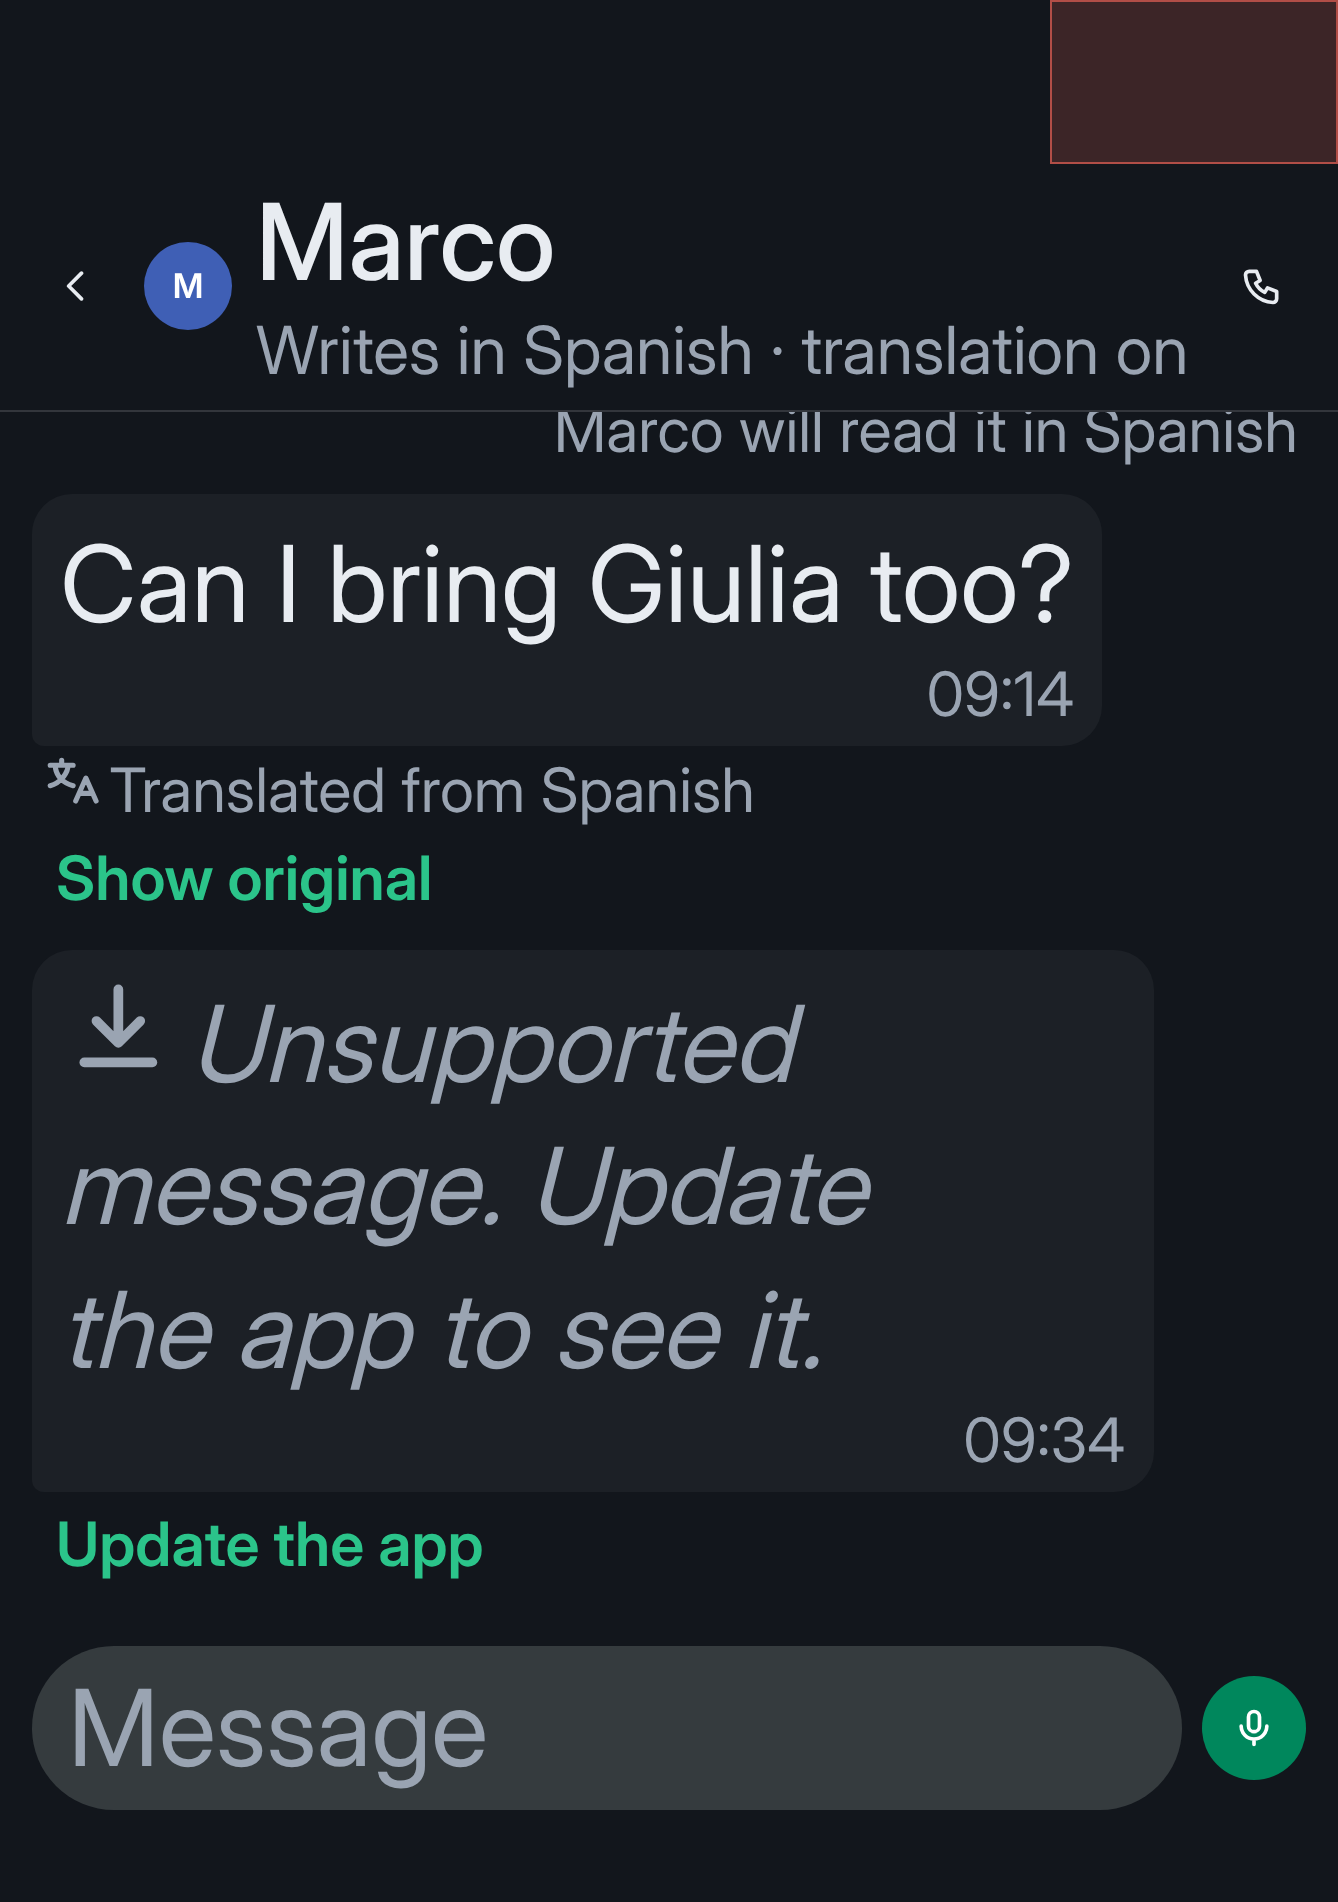 Marco
M
Writes in Spanish · translation on
Marco will read it in Spanish
Can I bring Giulia too?
09:14
Translated from Spanish
Show original
Unsupported
message. Update
the app to see it.
09:34
Update the app
Message